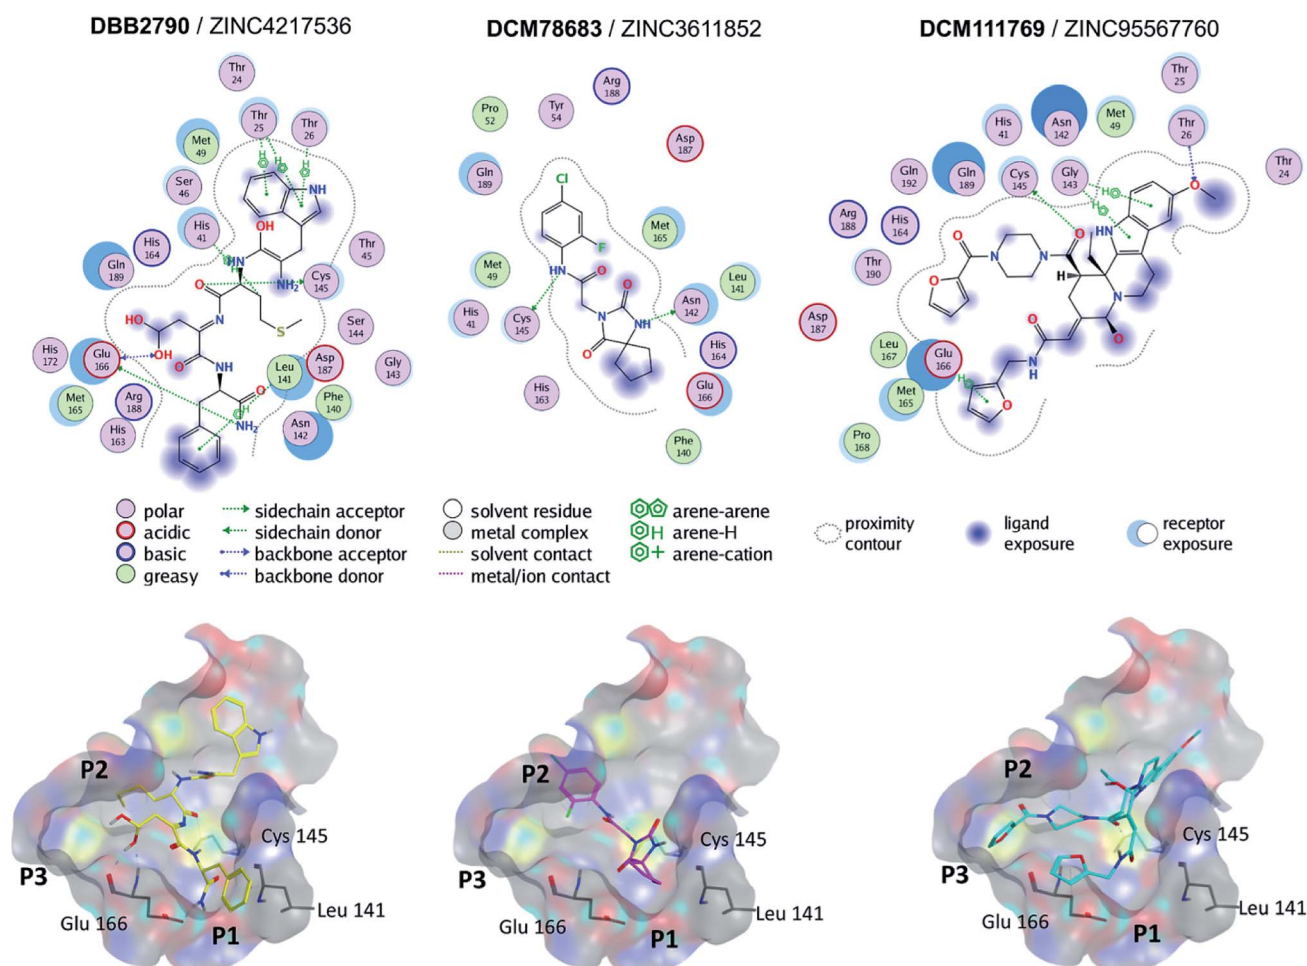 DBB2790 / ZINC4217536
DCM78683 / ZINC3611852
DCM111769 / ZINC95567760
Thr
24
Thr
25
Thr
26
Met
49
Ser
46
His
41
His
164
Gln
189
Thr
45
Cys
145
Ser
144
His
172
Glu
166
Leu
141
Asp
187
Gly
143
Met
165
Arg
188
Phe
140
His
163
Asn
142
H
H
H
NH
OH
HN
H
NH2
O
N
S
HO
OH
O
O
NH
O
NH2
H
Arg
188
Pro
52
Tyr
54
Asp
187
Gln
189
Met
165
Met
49
Leu
141
His
41
Cys
145
Asn
142
His
164
His
163
Glu
166
Phe
140
Cl
F
HN
O
O
N
NH
O
Thr
25
His
41
Asn
142
Met
49
Thr
26
Gln
192
Gln
189
Cys
145
Gly
143
Thr
24
Arg
188
His
164
Thr
190
Asp
187
Leu
167
Glu
166
Met
165
Pro
168
H
H
O
HN
O
N
N
O
O
H
N
O
O
N
H
H
O
polar
acidic
basic
greasy
sidechain acceptor
sidechain donor
backbone acceptor
backbone donor
solvent residue
metal complex
solvent contact
metal/ion contact
arene-arene
H arene-H
+ arene-cation
proximity
contour
ligand
exposure
receptor
exposure
P2
Cys 145
P3
Glu 166
Leu 141
P1
P2
Cys 145
P3
Glu 166
Leu 141
P1
P2
Cys 145
P3
Glu 166
Leu 141
P1